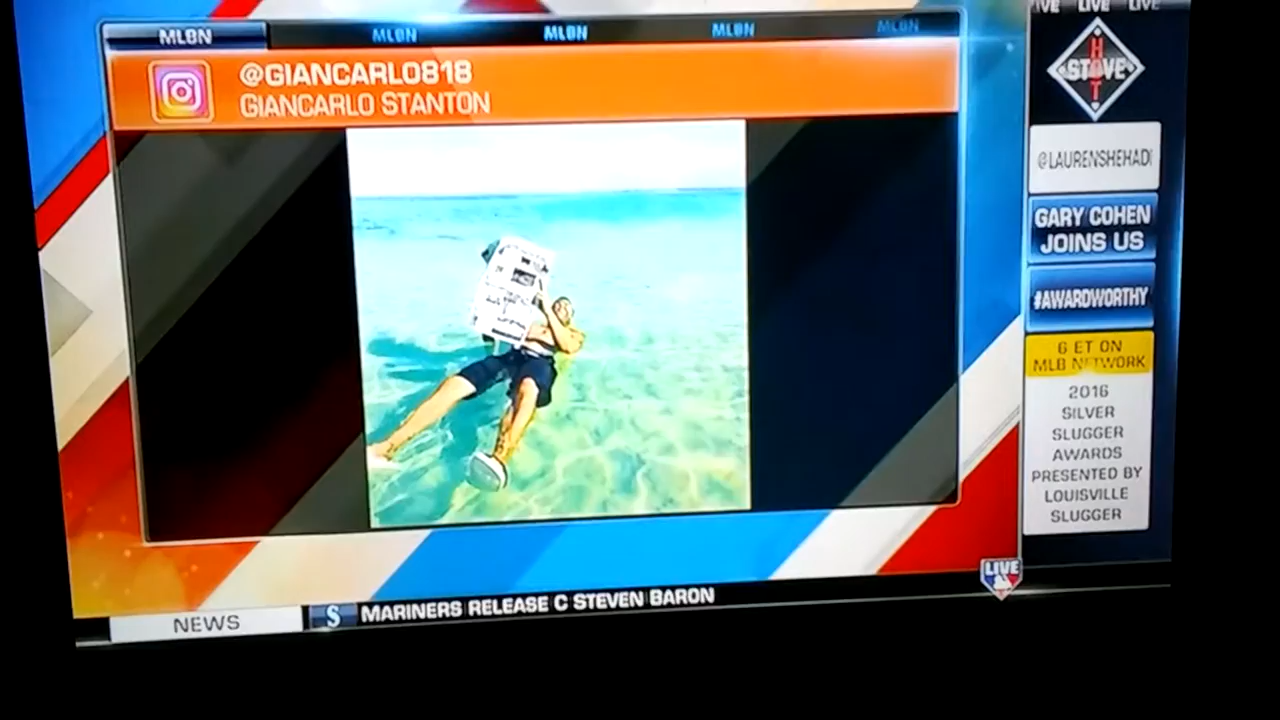 MLBN MLBN MLBN MLBN MLBN
@GIANCARLO818
GIANCARLO STANTON
LIVE LIVE LIVE
HOT
STOVE
@LAURENSHEHADI
GARY COHEN
JOINS US
#AWARDWORTHY
6 ET ON
MLB NETWORK
2016
SILVER
SLUGGER
AWARDS
PRESENTED BY
LOUISVILLE
SLUGGER
LIVE
NEWS
S MARINERS RELEASE C STEVEN BARON